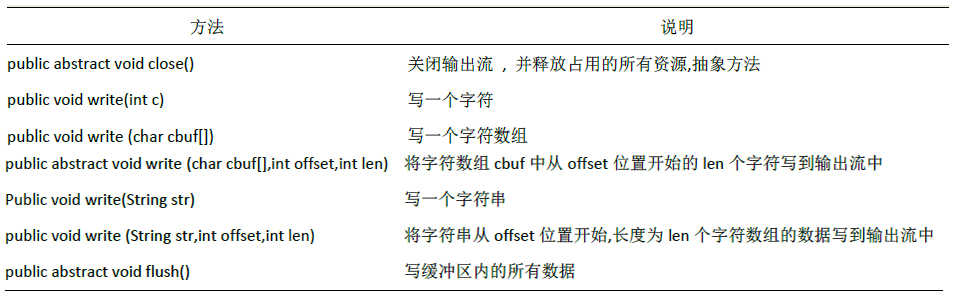 方法 说明
public abstract void close() 关闭输出流 , 并释放占用的所有资源,抽象方法
public void write(int c) 写一个字符
public void write (char cbuf[]) 写一个字符数组
public abstract void write (char cbuf[],int offset,int len) 将字符数组 cbuf 中从 offset 位置开始的 len 个字符写到输出流中
Public void write(String str) 写一个字符串
public void write (String str,int offset,int len) 将字符串从 offset 位置开始,长度为 len 个字符数组的数据写到输出流中
public abstract void flush() 写缓冲区内的所有数据